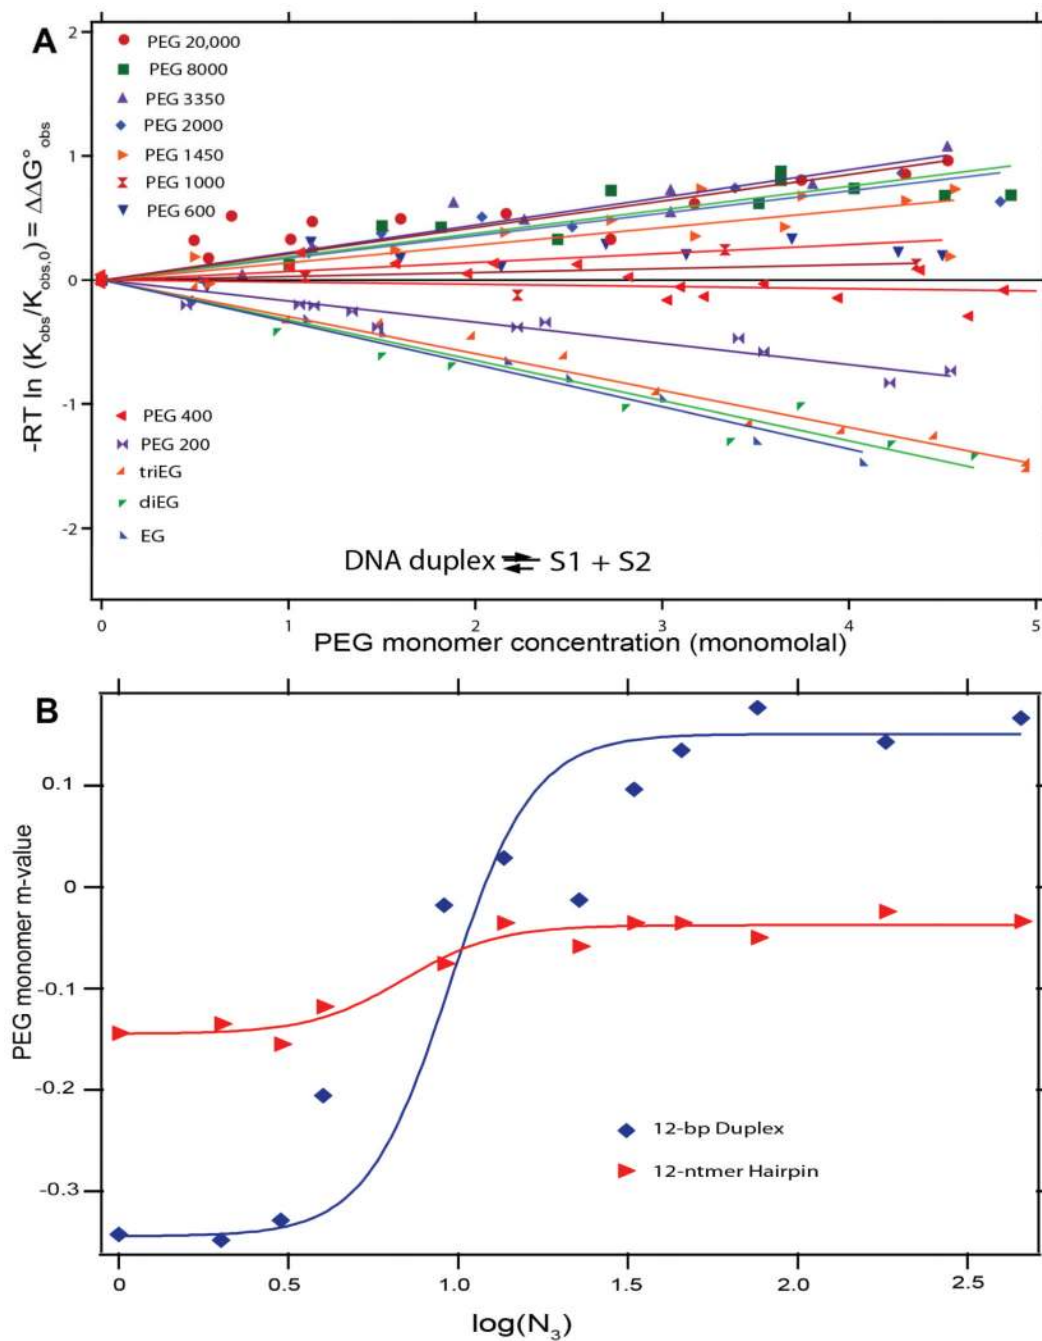 A
2
1
0
-1
-2
-RT ln (K_obs/K_obs,0) = ΔΔG°_obs
PEG 20,000
PEG 8000
PEG 3350
PEG 2000
PEG 1450
PEG 1000
PEG 600
PEG 400
PEG 200
triEG
diEG
EG
DNA duplex ⇌ S1 + S2
0 1 2 3 4 5
PEG monomer concentration (monomolal)
B
0.1
0
-0.1
-0.2
-0.3
PEG monomer m-value
12-bp Duplex
12-ntmer Hairpin
0 0.5 1.0 1.5 2.0 2.5
log(N₃)